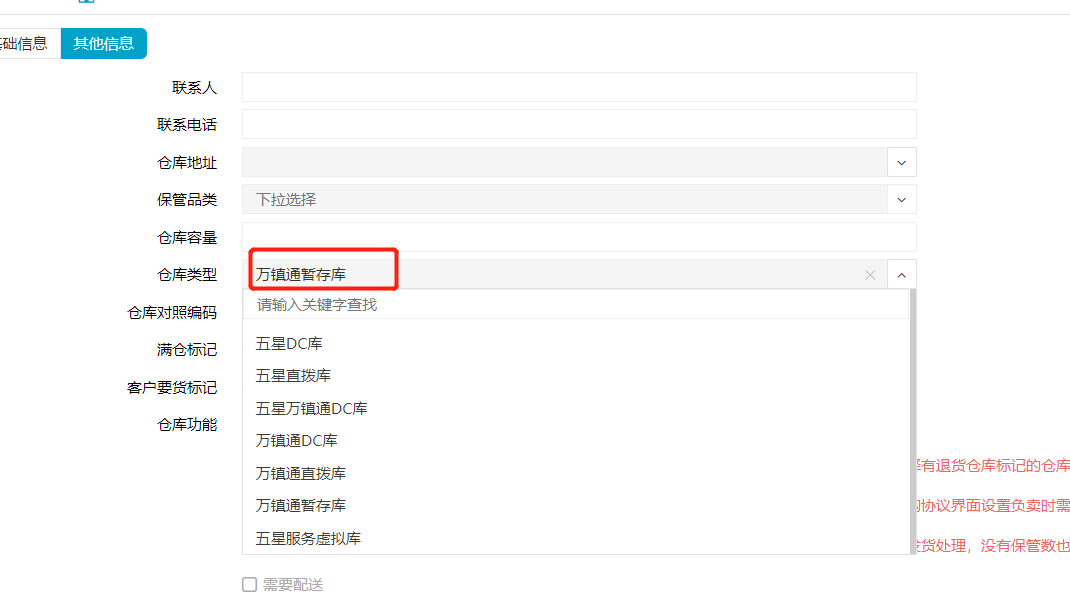 础信息 其他信息
联系人
联系电话
仓库地址
保管品类 下拉选择
仓库容量
仓库类型 万镇通暂存库
请输入关键字查找
仓库对照编码
五星DC库
满仓标记
五星直拨库
客户要货标记
五星万镇通DC库
仓库功能
万镇通DC库
万镇通直拨库
有退货仓库标记的仓库
万镇通暂存库
协议界面设置负卖时需
五星服务虚拟库
货处理，没有保管数也
需要配送